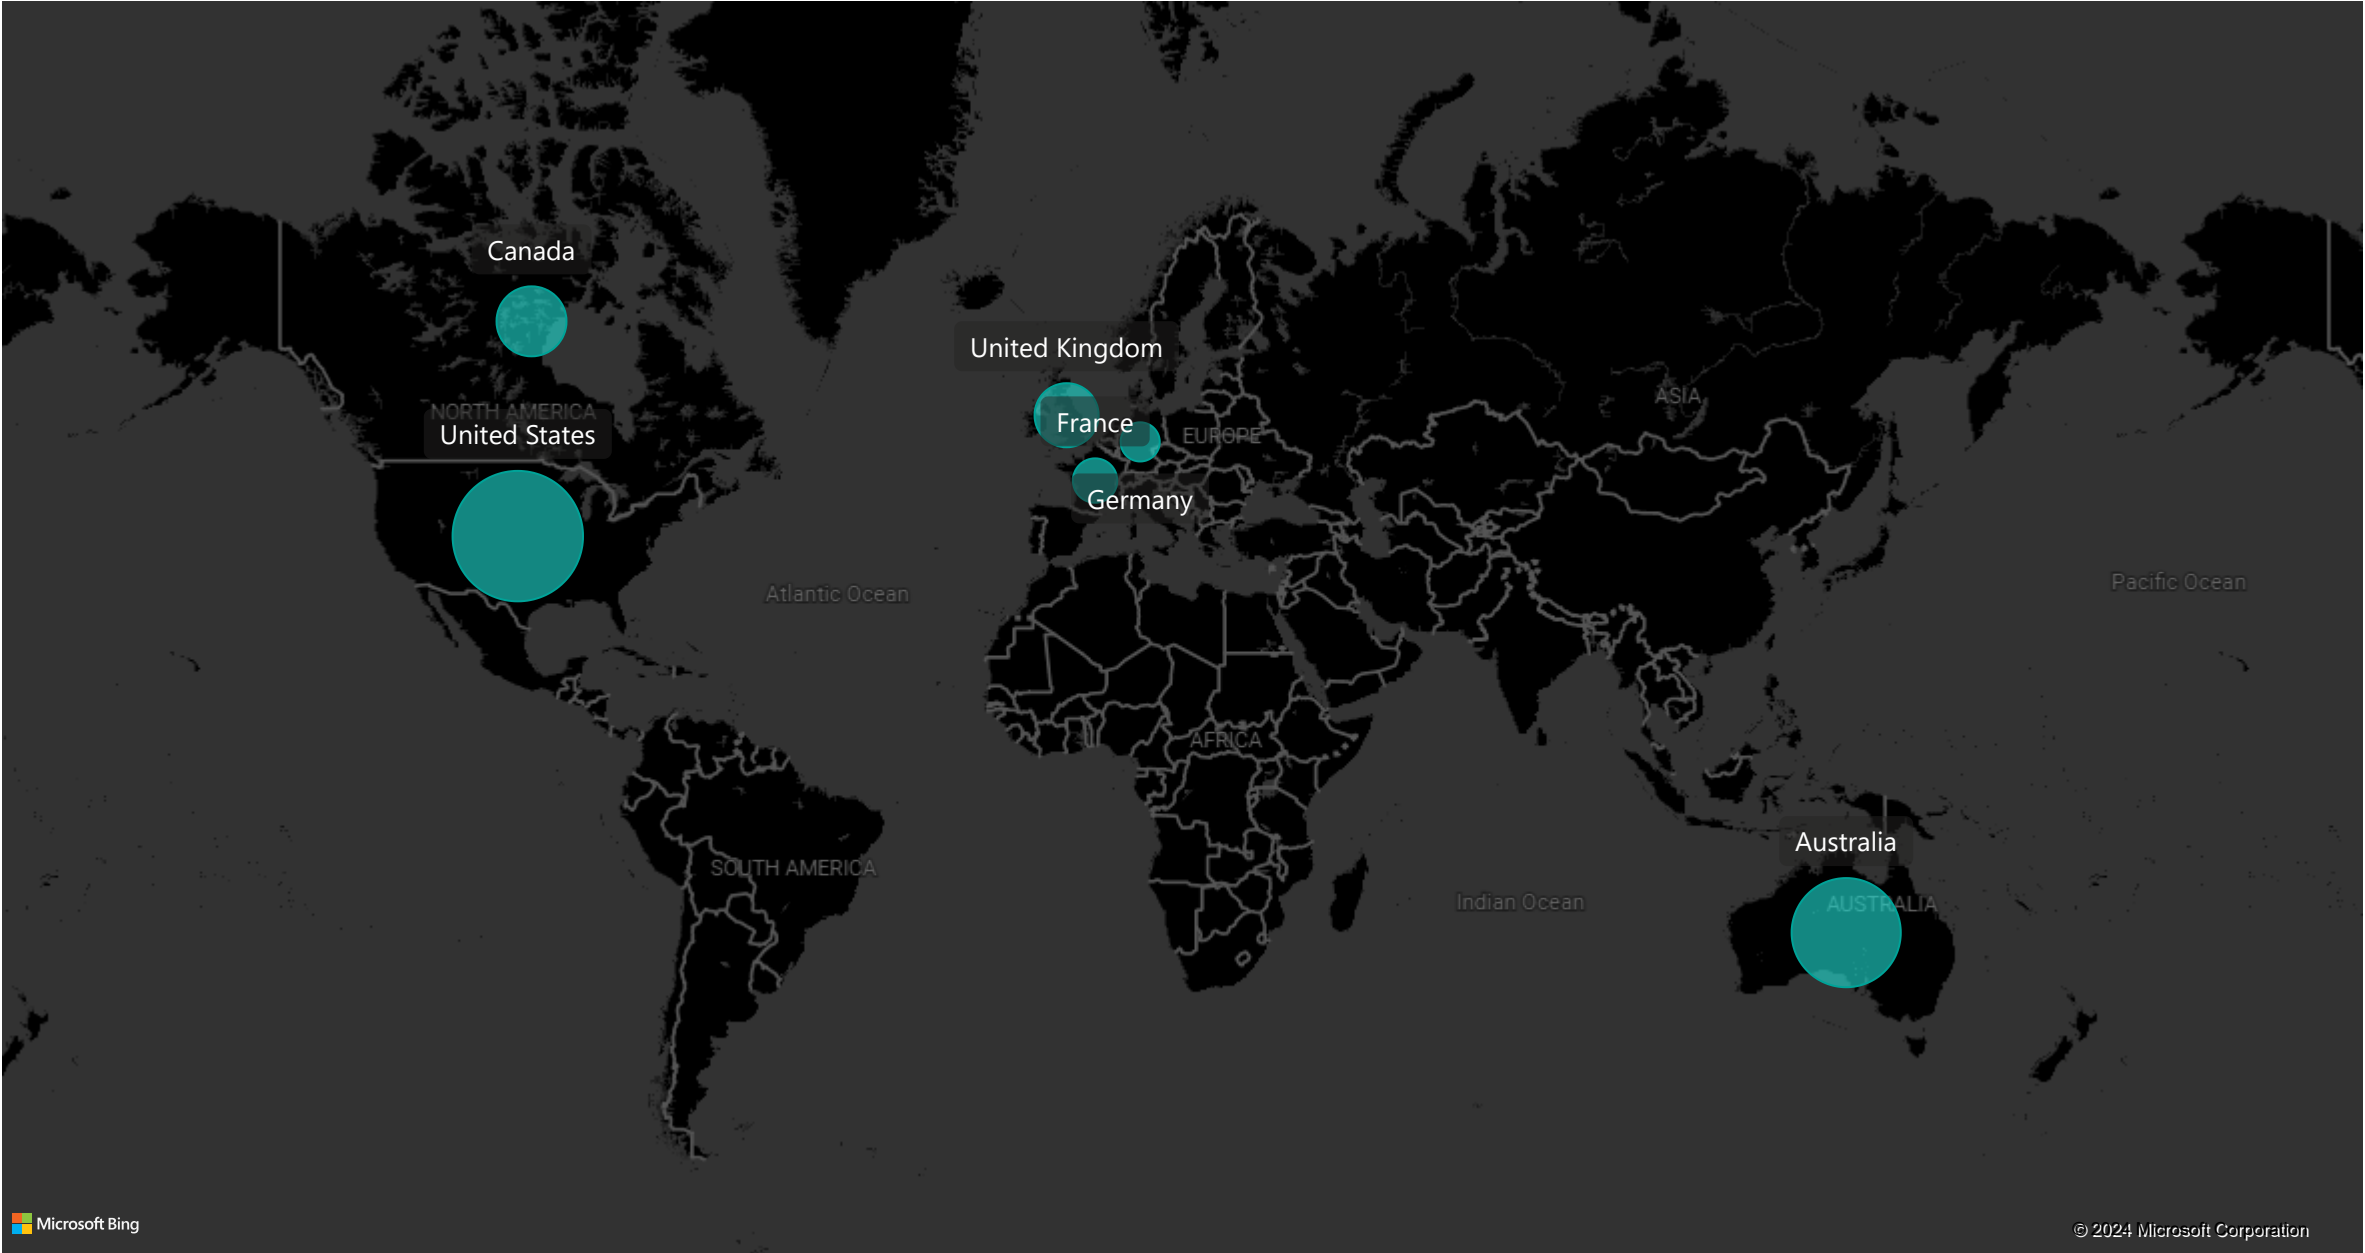 Canada
United Kingdom
ASIA
NORTH AMERICA
United States
France
EUROPE
Germany
Atlantic Ocean
Pacific Ocean
AFRICA
Australia
SOUTH AMERICA
Indian Ocean
AUSTRALIA
Microsoft Bing
© 2024 Microsoft Corporation